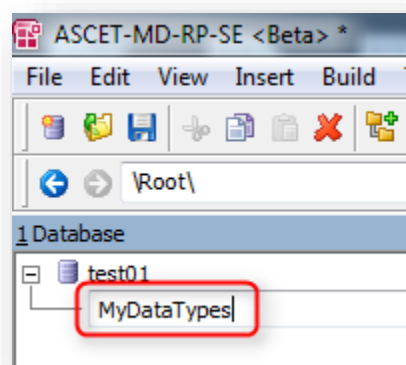 ASCET-MD-RP-SE <Beta> *
File Edit View Insert Build
\Root\
1 Database
test01
MyDataTypes